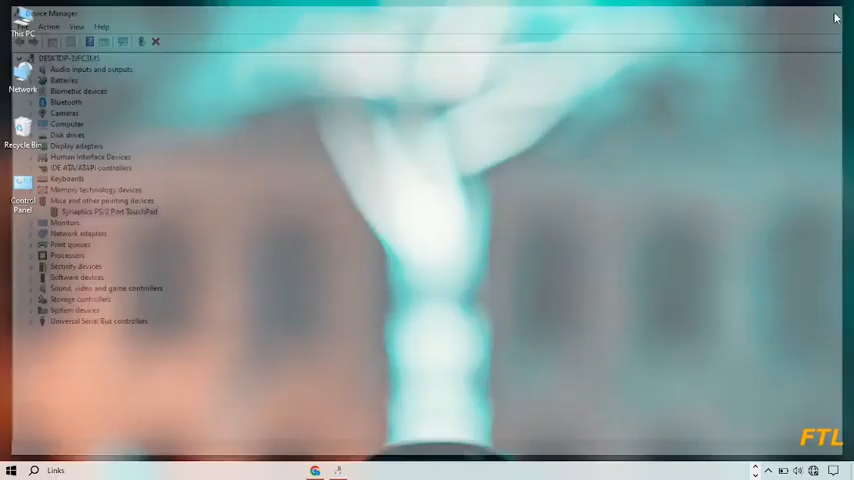 Device Manager
File Action View Help
This PC
Network
Recycle Bin
Control
Panel
Audio inputs and outputs
Batteries
Biometric devices
Bluetooth
Cameras
Computer
Disk drives
Display adapters
Human Interface Devices
IDE ATA/ATAPI controllers
Keyboards
Memory technology devices
Mice and other pointing devices
Synaptics PS/2 Port TouchPad
Monitors
Network adapters
Print queues
Processors
Security devices
Software devices
Sound, video and game controllers
Storage controllers
System devices
Universal Serial Bus controllers
FTL
Links